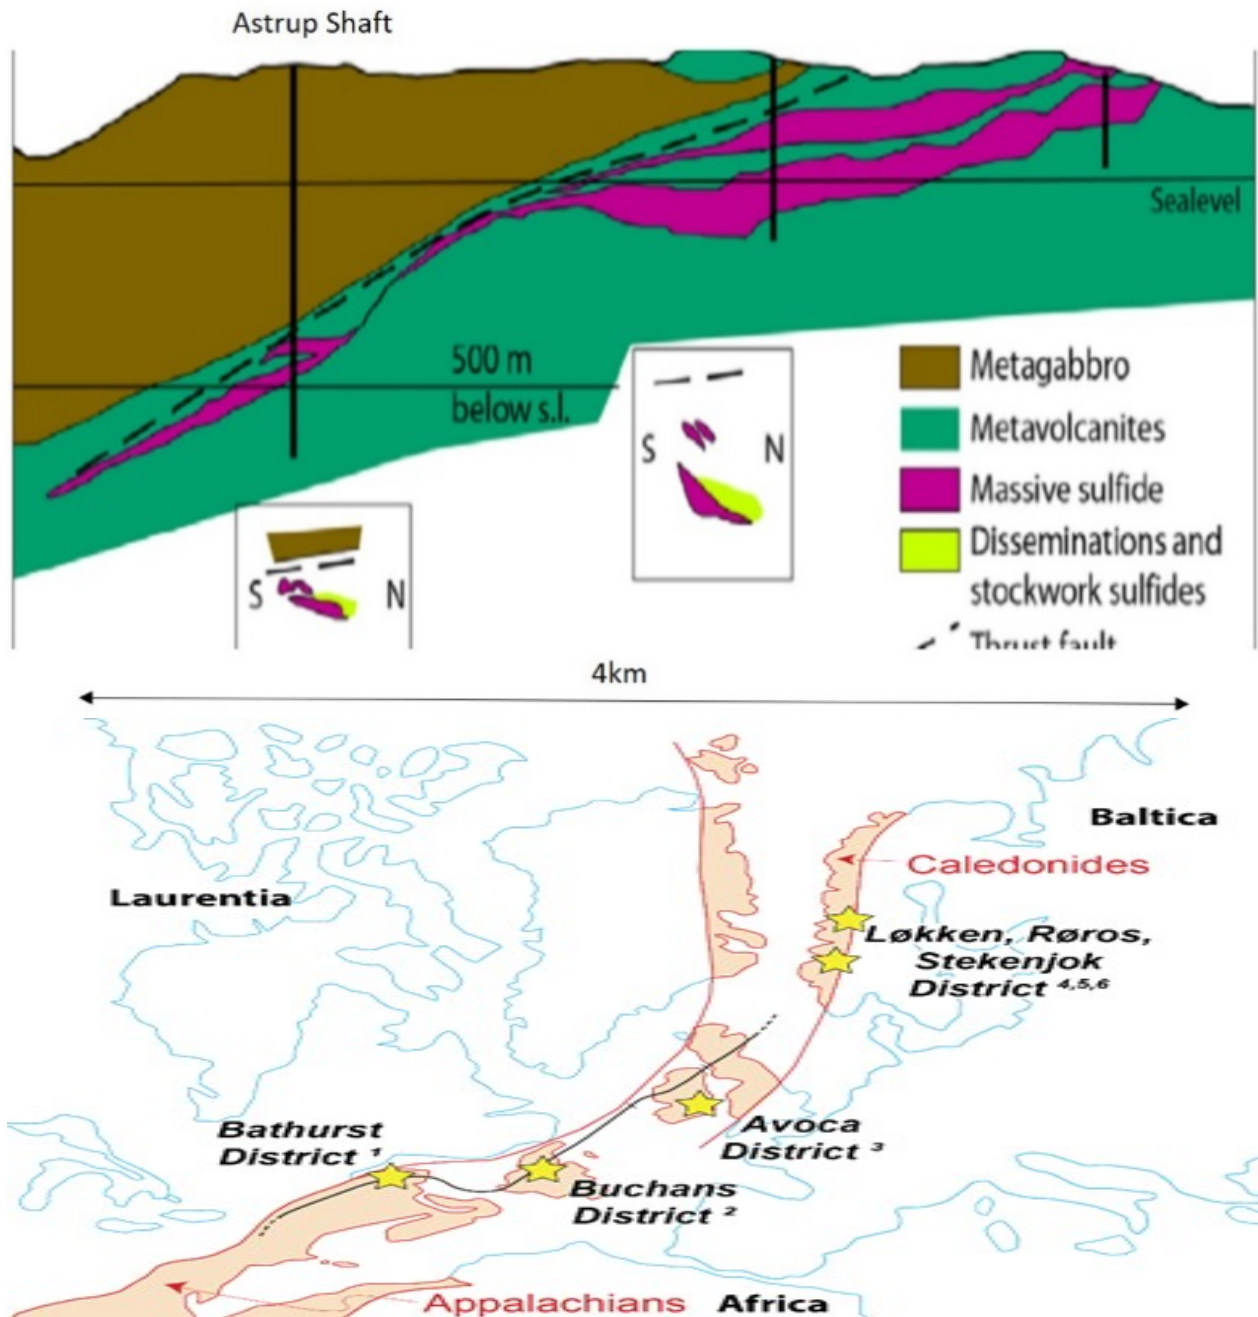 Astrup Shaft
Sealevel
500 m
below s.l.
S N
S N
Metagabbro
Metavolcanites
Massive sulfide
Disseminations and
stockwork sulfides
Thrust fault
4km
Baltica
Caledonides
Laurentia
Løkken, Røros,
Stekenjok
District 4,5,6
Bathurst
District 1
Avoca
District 3
Buchans
District 2
Appalachians
Africa